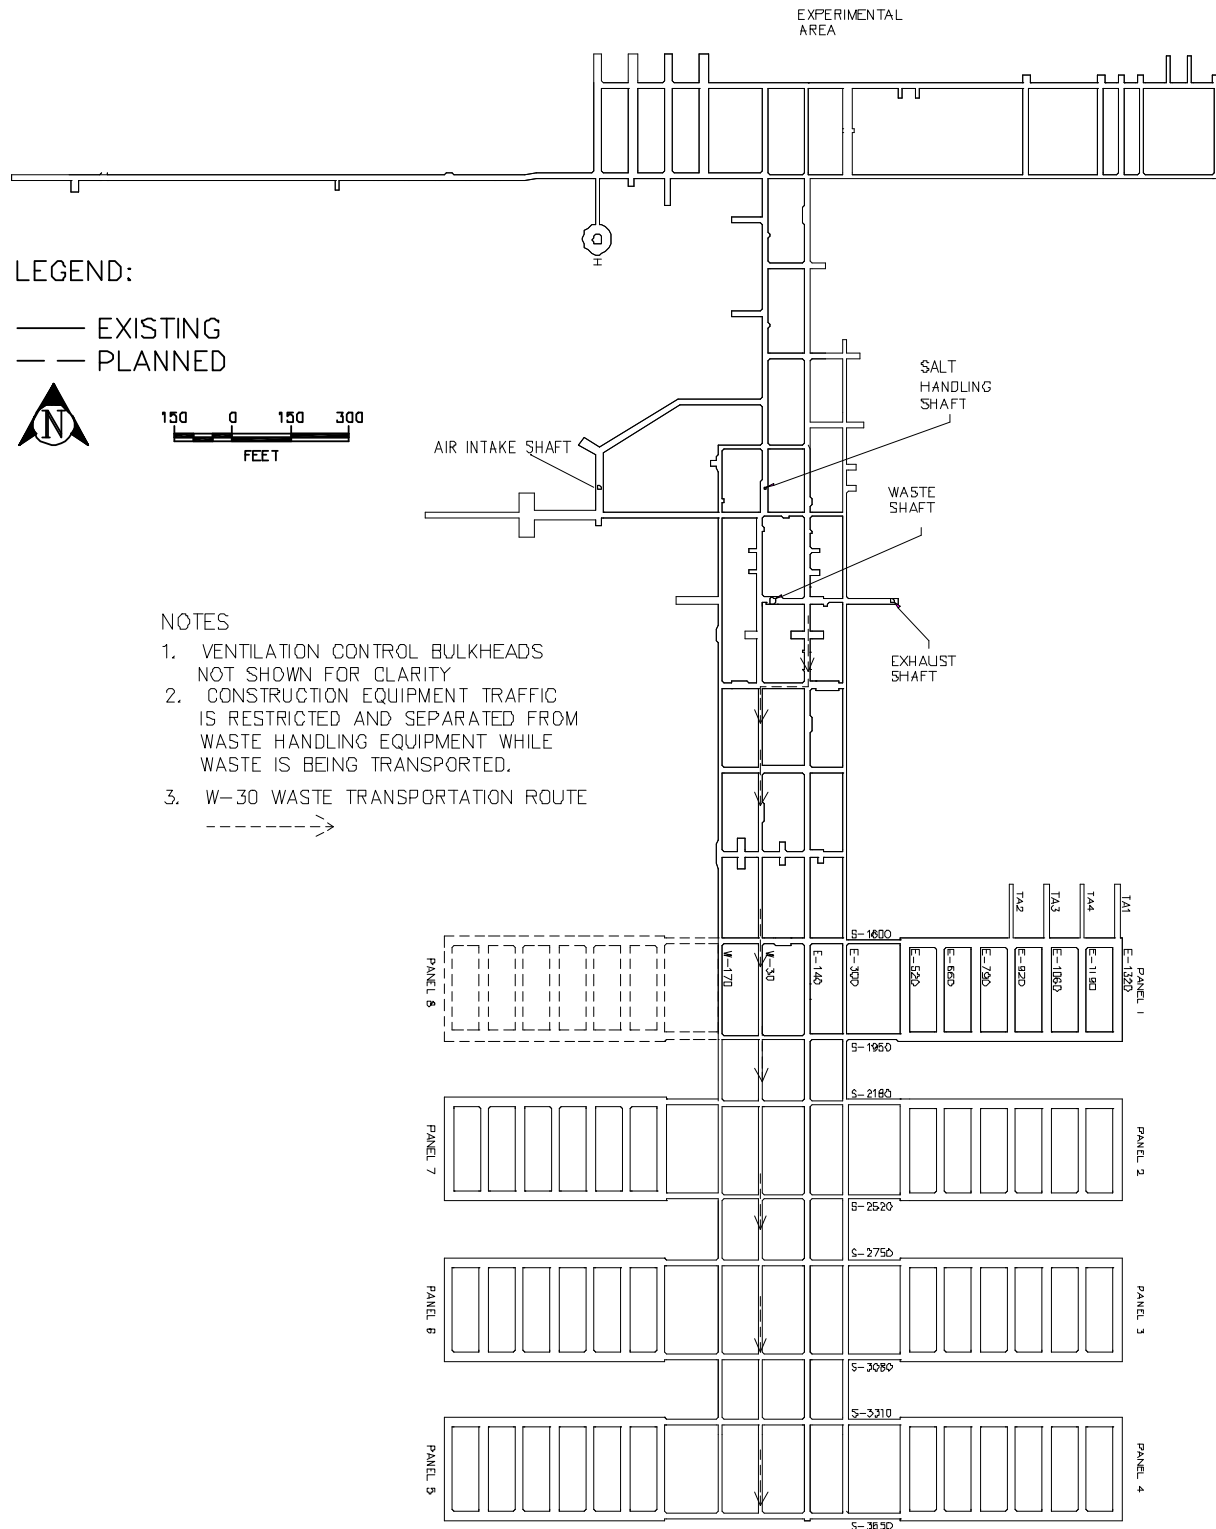 EXPERIMENTAL
AREA
LEGEND:
EXISTING
PLANNED
N
150 0 150 300
FEET
SALT
HANDLING
SHAFT
AIR INTAKE SHAFT
WASTE
SHAFT
EXHAUST
SHAFT
NOTES
1. VENTILATION CONTROL BULKHEADS
NOT SHOWN FOR CLARITY
2. CONSTRUCTION EQUIPMENT TRAFFIC
IS RESTRICTED AND SEPARATED FROM
WASTE HANDLING EQUIPMENT WHILE
WASTE IS BEING TRANSPORTED.
3. W-30 WASTE TRANSPORTATION ROUTE
TA2
TA3
TA4
TA1
S-1600
PANEL 8
W-170
W-30
E-140
E-300
E-520
E-660
E-790
E-920
E-1060
E-1190
E-1320
PANEL 1
S-1950
S-2180
PANEL 7
PANEL 2
S-2520
S-2750
PANEL 6
PANEL 3
S-3080
S-3310
PANEL 5
PANEL 4
S-3650